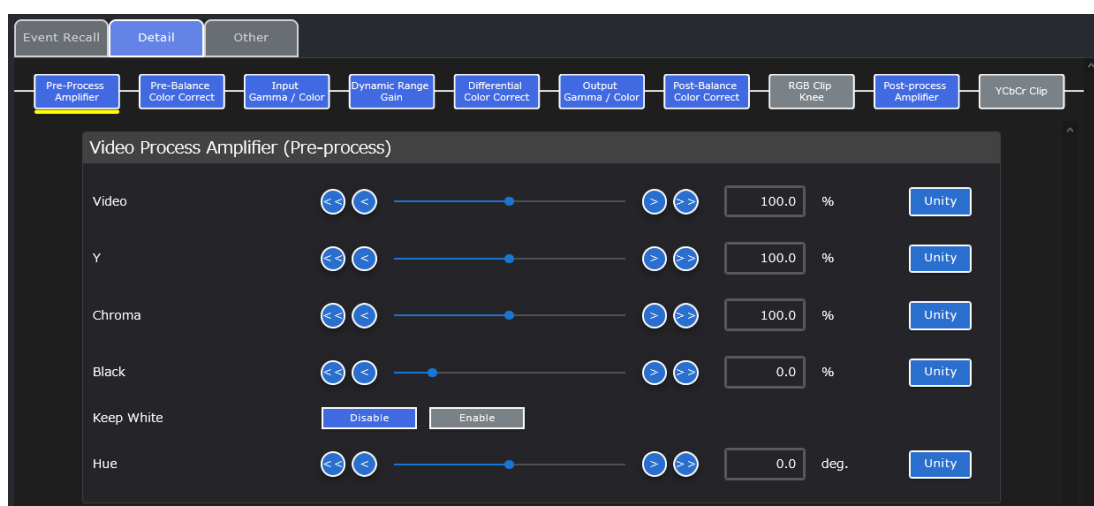 Event Recall
Detail
Other
Pre-Process
Amplifier
Pre-Balance
Color Correct
Input
Gamma / Color
Dynamic Range
Gain
Differential
Color Correct
Output
Gamma / Color
Post-Balance
Color Correct
RGB Clip
Knee
Post-process
Amplifier
YCbCr Clip
Video Process Amplifier (Pre-process)
Video << < > >> 100.0 % Unity
Y << < > >> 100.0 % Unity
Chroma << < > >> 100.0 % Unity
Black << < > >> 0.0 % Unity
Keep White Disable Enable
Hue << < > >> 0.0 deg. Unity